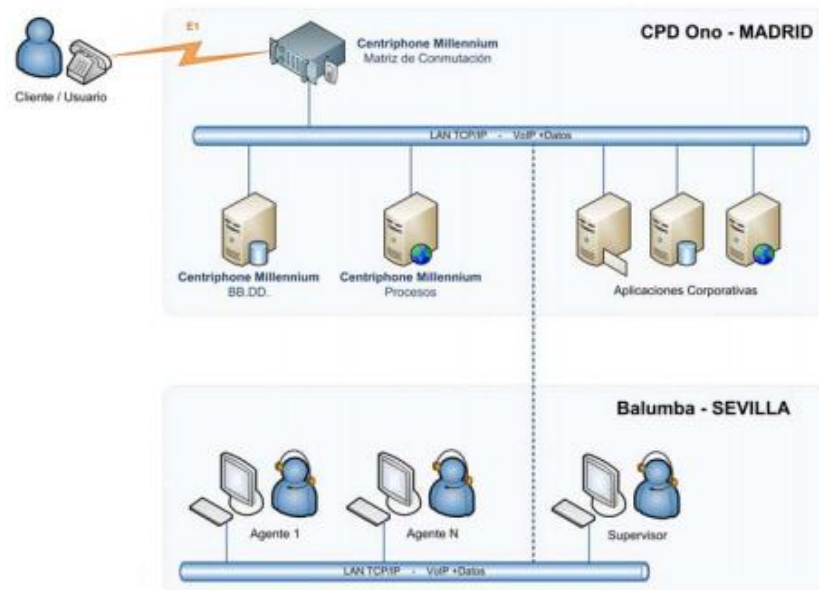 E1
CPD Ono - MADRID
Centriphone Millennium
Matriz de Conmutación
Cliente / Usuario
LAN TCP/IP - VoIP +Datos
Centriphone Millennium
BB.DD.
Centriphone Millennium
Procesos
Aplicaciones Corporativas
Balumba - SEVILLA
Agente 1
Agente N
Supervisor
LAN TCP/IP - VoIP +Datos